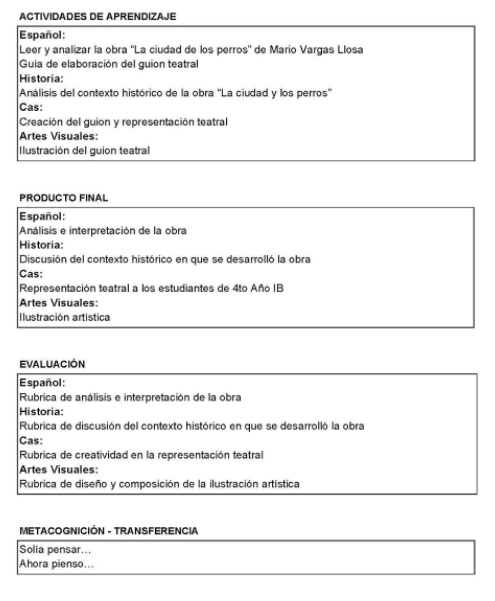 ACTIVIDADES DE APRENDIZAJE
Español:
Leer y analizar la obra "La ciudad de los perros" de Mario Vargas Llosa
Guía de elaboración del guion teatral
Historia:
Análisis del contexto histórico de la obra "La ciudad y los perros"
Cas:
Creación del guion y representación teatral
Artes Visuales:
Ilustración del guion teatral
PRODUCTO FINAL
Español:
Análisis e interpretación de la obra
Historia:
Discusión del contexto histórico en que se desarrolló la obra
Cas:
Representación teatral a los estudiantes de 4to Año IB
Artes Visuales:
Ilustración artística
EVALUACIÓN
Español:
Rubrica de análisis e interpretación de la obra
Historia:
Rubrica de discusión del contexto histórico en que se desarrolló la obra
Cas:
Rubrica de creatividad en la representación teatral
Artes Visuales:
Rubrica de diseño y composición de la ilustración artística
METACOGNICIÓN - TRANSFERENCIA
Solía pensar...
Ahora pienso...